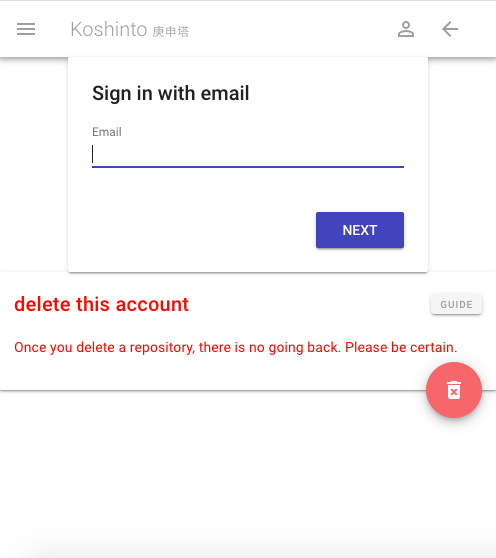 Koshinto 庚申塔
Sign in with email
Email
NEXT
delete this account
GUIDE
Once you delete a repository, there is no going back. Please be certain.